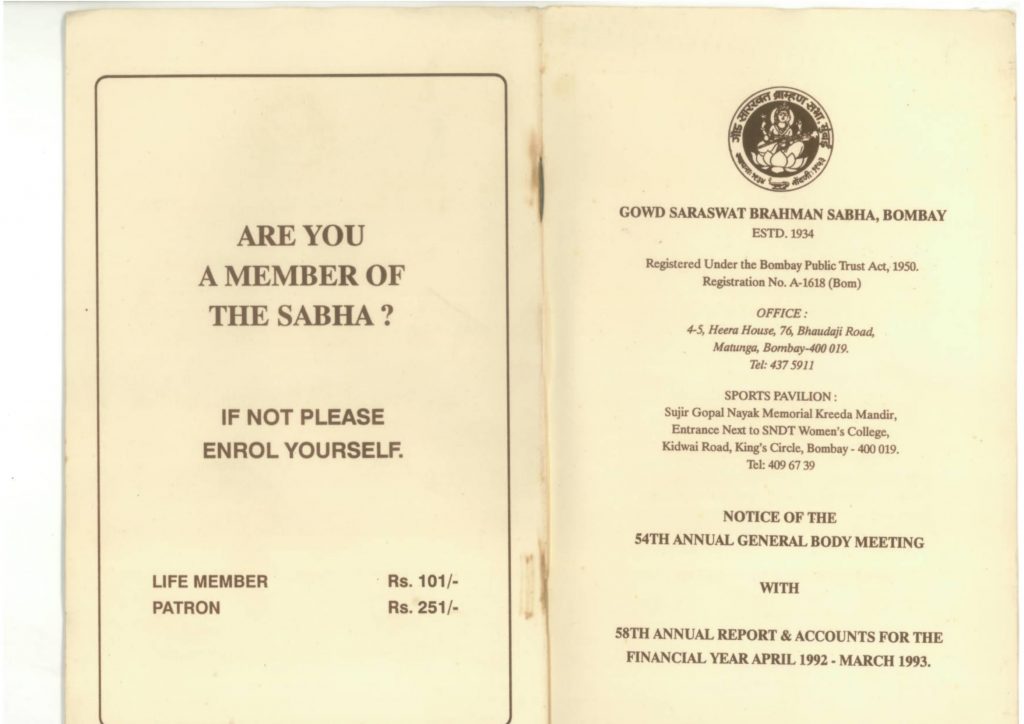 ARE YOU
A MEMBER OF
THE SABHA ?
IF NOT PLEASE
ENROL YOURSELF.
LIFE MEMBER Rs. 101/-
PATRON Rs. 251/-
गौड सारस्वत ब्राम्हण सभा, मुंबई
GOWD SARASWAT BRAHMAN SABHA, BOMBAY
ESTD. 1934
Registered Under the Bombay Public Trust Act, 1950.
Registration No. A-1618 (Bom)
OFFICE :
4-5, Heera House, 76, Bhaudaji Road,
Matunga, Bombay-400 019.
Tel: 437 5911
SPORTS PAVILION :
Sujir Gopal Nayak Memorial Kreeda Mandir,
Entrance Next to SNDT Women's College,
Kidwai Road, King's Circle, Bombay - 400 019.
Tel: 409 67 39
NOTICE OF THE
54TH ANNUAL GENERAL BODY MEETING
WITH
58TH ANNUAL REPORT & ACCOUNTS FOR THE
FINANCIAL YEAR APRIL 1992 - MARCH 1993.